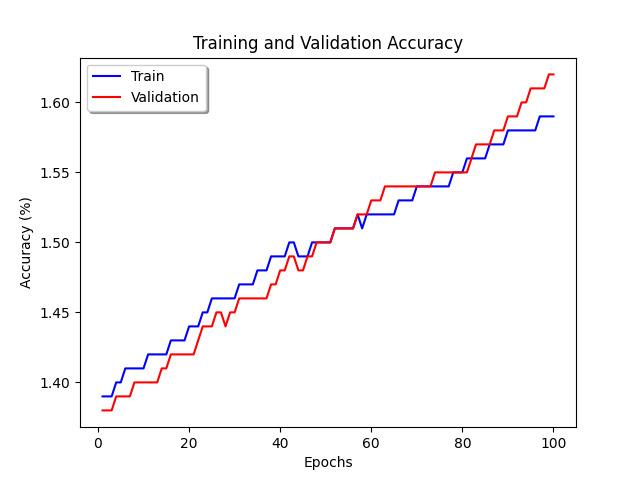 Training and Validation Accuracy
Train
Validation
1.60
1.55
1.50
1.45
1.40
Accuracy (%)
0
20
40
60
80
100
Epochs